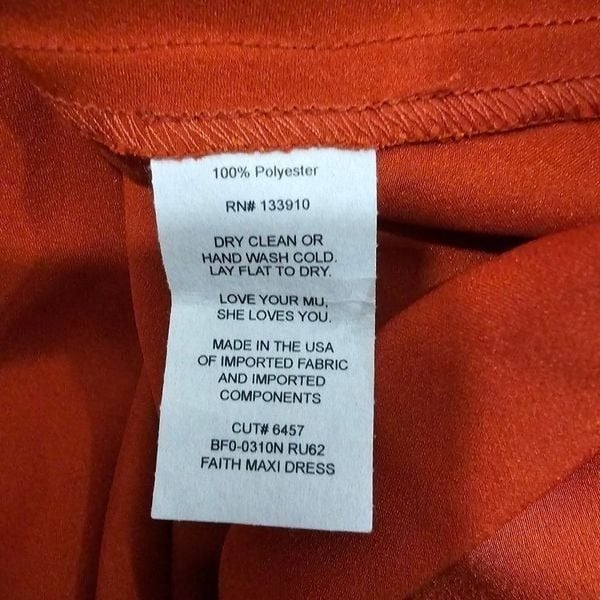 100% Polyester
RN# 133910
DRY CLEAN OR
HAND WASH COLD.
LAY FLAT TO DRY.
LOVE YOUR MU,
SHE LOVES YOU.
MADE IN THE USA
OF IMPORTED FABRIC
AND IMPORTED
COMPONENTS
CUT# 6457
BF0-0310N RU62
FAITH MAXI DRESS